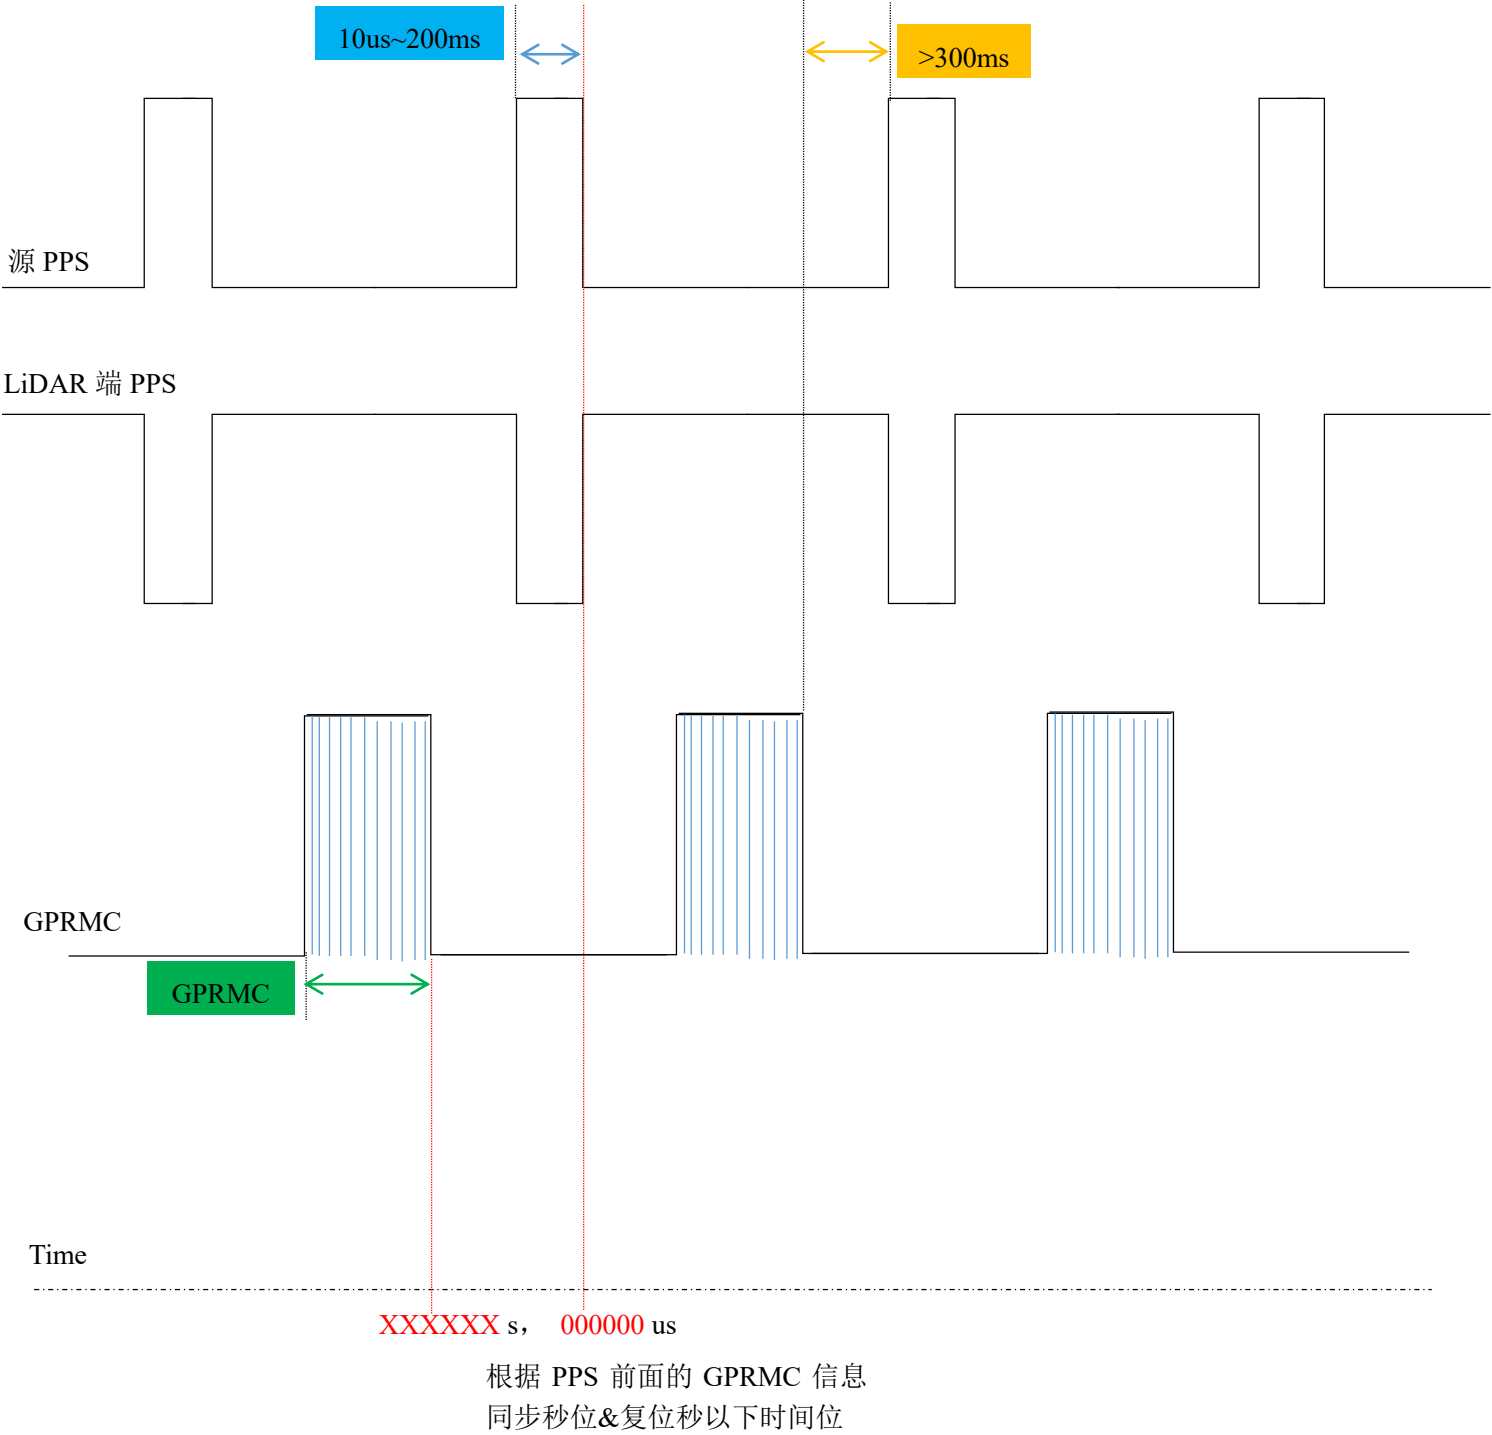 10us~200ms
>300ms
源 PPS
LiDAR 端 PPS
GPRMC
GPRMC
Time
XXXXXX s， 000000 us
根据 PPS 前面的 GPRMC 信息
同步秒位&复位秒以下时间位